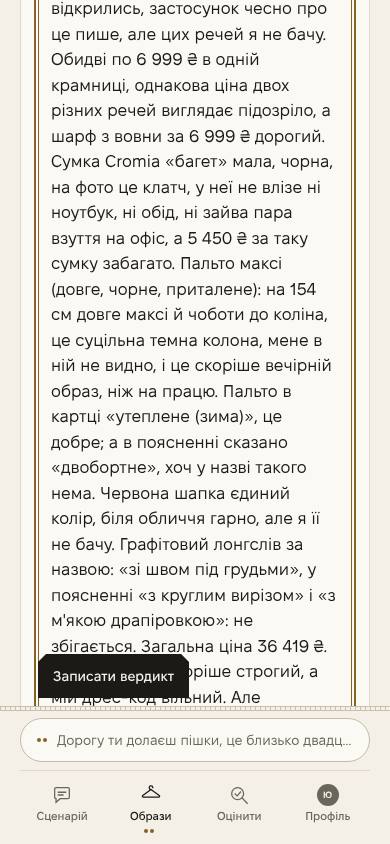 відкрились, застосунок чесно про
це пише, але цих речей я не бачу.
Обидві по 6 999 ₴ в одній
крамниці, однакова ціна двох
різних речей виглядає підозріло, а
шарф з вовни за 6 999 ₴ дорогий.
Сумка Cromia «багет» мала, чорна,
на фото це клатч, у неї не влізе ні
ноутбук, ні обід, ні зайва пара
взуття на офіс, а 5 450 ₴ за таку
сумку забагато. Пальто максі
(довге, чорне, приталене): на 154
см довге максі й чоботи до коліна,
це суцільна темна колона, мене в
ній не видно, і це скоріше вечірній
образ, ніж на працю. Пальто в
картці «утеплене (зима)», це
добре; а в поясненні сказано
«двобортне», хоч у назві такого
нема. Червона шапка єдиний
колір, біля обличчя гарно, але я її
не бачу. Графітовий лонгслів за
назвою: «зі швом під грудьми», у
поясненні «з круглим вирізом» і «з
м'якою драпіровкою»: не
збігається. Загальна ціна 36 419 ₴.
строгий, а
вільний. Але
Записати вердикт
Дорогу ти долаєш пішки, це близько двадц...
Сценарій
Образи
Оцінити
Ю
Профіль